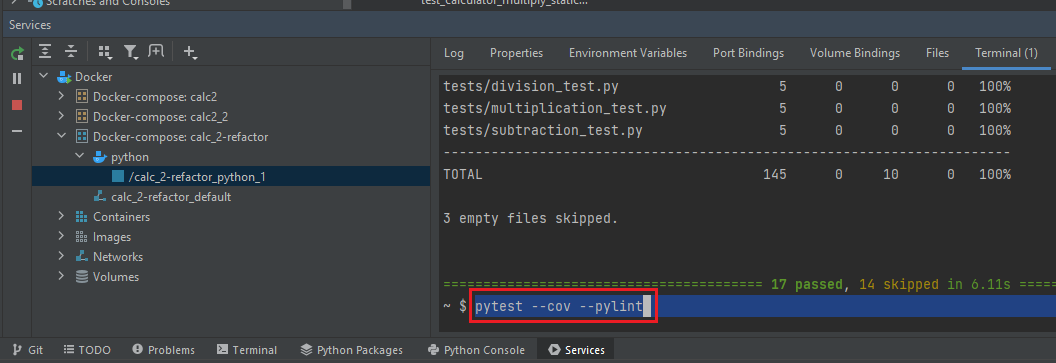 Scratches and Consoles
test_calculator_multiply_static...
Services
Log Properties Environment Variables Port Bindings Volume Bindings Files Terminal (1)
Docker
Docker-compose: calc2
Docker-compose: calc2_2
Docker-compose: calc_2-refactor
python
/calc_2-refactor_python_1
calc_2-refactor_default
Containers
Images
Networks
Volumes
tests/division_test.py 5 0 0 0 100%
tests/multiplication_test.py 5 0 0 0 100%
tests/subtraction_test.py 5 0 0 0 100%
-----------------------------------------------------------------------
TOTAL 145 0 10 0 100%
3 empty files skipped.
======================================== 17 passed, 14 skipped in 6.11s =====
~ $ pytest --cov --pylint
Git TODO Problems Terminal Python Packages Python Console Services